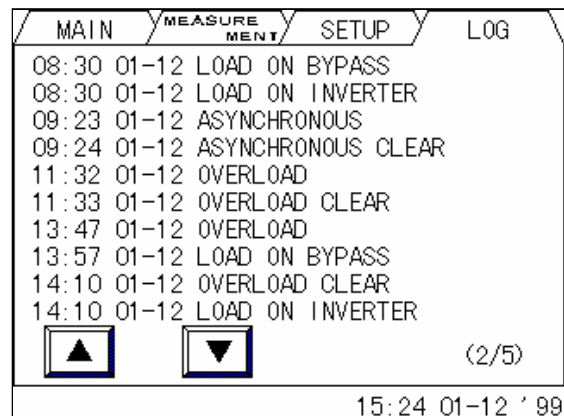 MAIN MEASUREMENT SETUP LOG
08:30 01-12 LOAD ON BYPASS
08:30 01-12 LOAD ON INVERTER
09:23 01-12 ASYNCHRONOUS
09:24 01-12 ASYNCHRONOUS CLEAR
11:32 01-12 OVERLOAD
11:33 01-12 OVERLOAD CLEAR
13:47 01-12 OVERLOAD
13:57 01-12 LOAD ON BYPASS
14:10 01-12 OVERLOAD CLEAR
14:10 01-12 LOAD ON INVERTER
(2/5)
15:24 01-12 '99